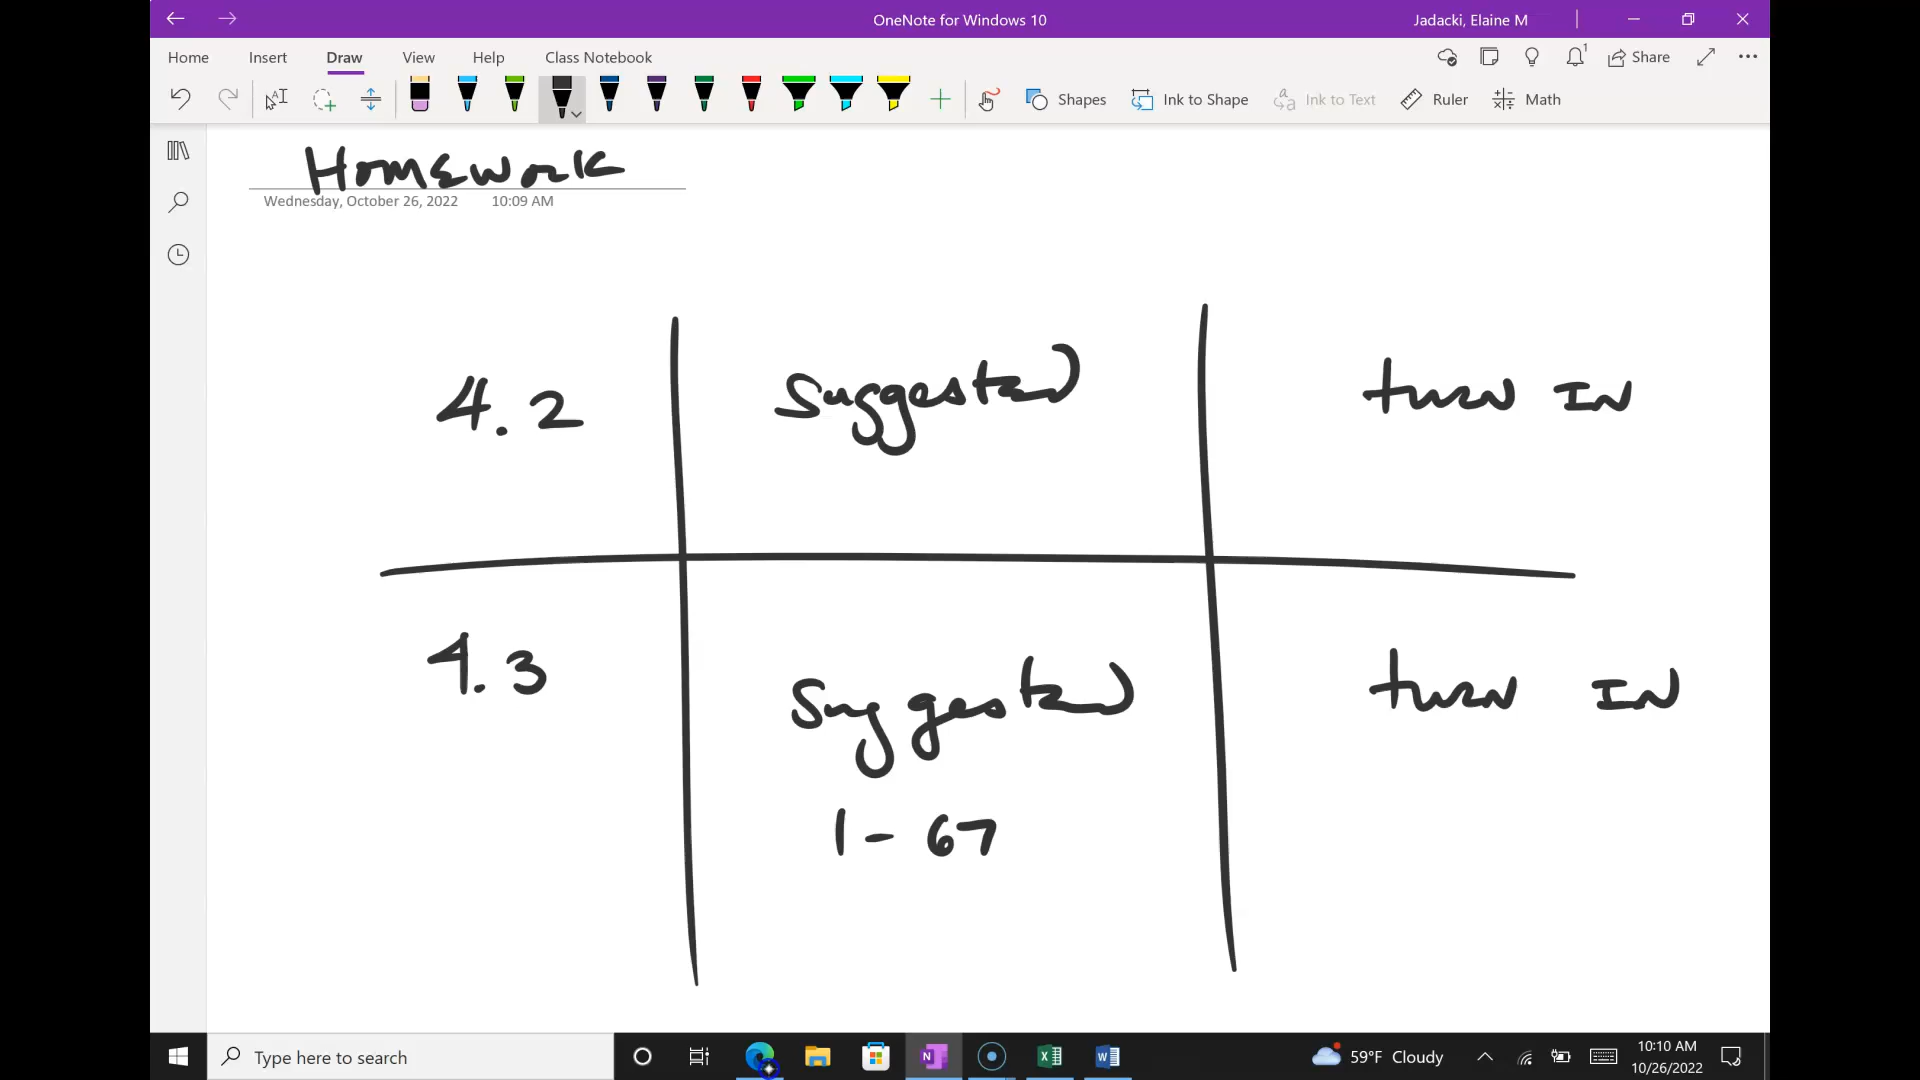 OneNote for Windows 10
Jadacki, Elaine M
Home Insert Draw View Help Class Notebook
1 Share
Shapes Ink to Shape Ink to Text Ruler Math
Homework
Wednesday, October 26, 2022 10:09 AM
4.2 Suggested turn IN
4.3 Suggested turn IN
1 - 67
Type here to search
59°F Cloudy
10:10 AM
10/26/2022